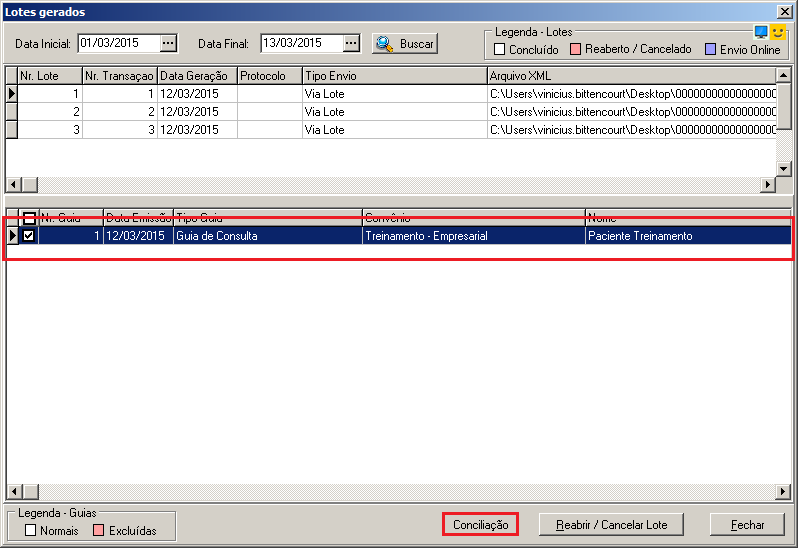 Lotes gerados
Data Inicial: 01/03/2015 ... Data Final: 13/03/2015 ... Buscar
Legenda - Lotes
Concluído Reaberto / Cancelado Envio Online
Nr. Lote Nr. Transaçao Data Geração Protocolo Tipo Envio Arquivo XML
1 1 12/03/2015 Via Lote C:\Users\vinicius.bittencourt\Desktop\00000000000000000
2 2 12/03/2015 Via Lote C:\Users\vinicius.bittencourt\Desktop\00000000000000000
3 3 12/03/2015 Via Lote C:\Users\vinicius.bittencourt\Desktop\00000000000000000
Nr. Guia Data Emissão Tipo Guia Convênio Nome
1 12/03/2015 Guia de Consulta Treinamento - Empresarial Paciente Treinamento
Legenda - Guias
Normais Excluídas
Conciliação Reabrir / Cancelar Lote Fechar